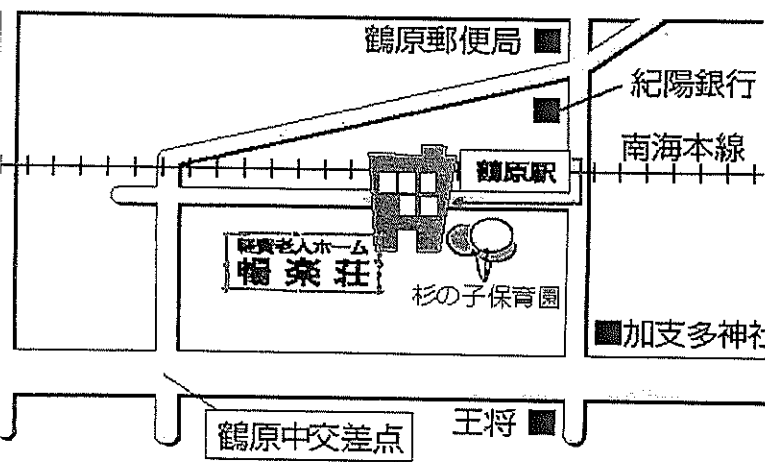 鶴原郵便局
紀陽銀行
南海本線
鶴原駅
軽費老人ホーム
暢楽荘
杉の子保育園
加支多神社
王将
鶴原中交差点